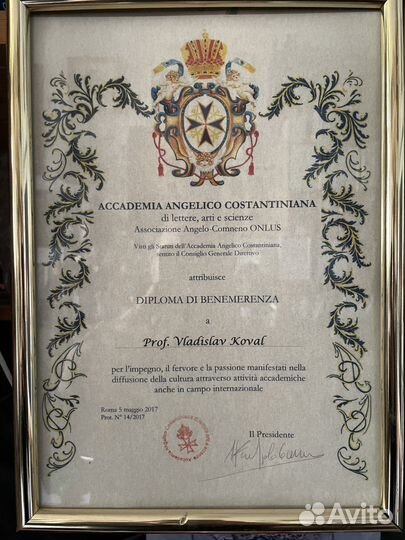 ACCADEMIA ANGELICO COSTANTINIANA
di lettere, arti e scienze
Associazione Angelo-Comneno ONLUS
Visti gli Statuti dell'Accademia Angelico Costantiniana,
sentito il Consiglio Generale Direttivo
attribuisce
DIPLOMA DI BENEMERENZA
a
Prof. Vladislav Koval
per l'impegno, il fervore e la passione manifestati nella
diffusione della cultura attraverso attività accademiche
anche in campo internazionale
Roma 5 maggio 2017
Prot. N° 14/2017
Il Presidente
Avito